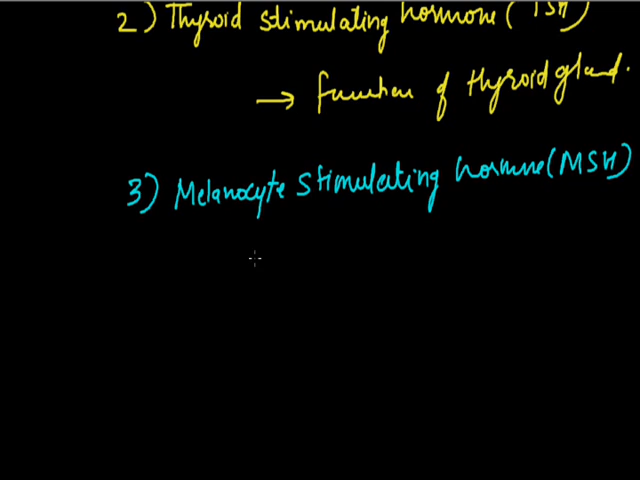 2) Thyroid stimulating hormone (TSH)
→ function of thyroid gland.
3) Melanocyte stimulating hormone (MSH)